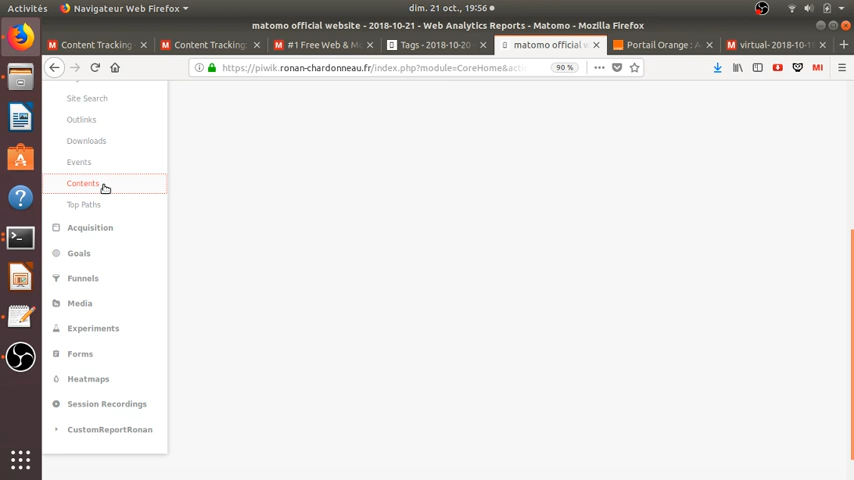 Activités
Navigateur Web Firefox
dim. 21 oct., 19:56
matomo official website - 2018-10-21 - Web Analytics Reports - Matomo - Mozilla Firefox
Content Tracking
Content Tracking:
#1 Free Web & M
Tags - 2018-10-20
matomo official w
Portail Orange : A
virtual- 2018-10-1
https://piwik.ronan-chardonneau.fr/index.php?module=CoreHome&acti
90 %
Site Search
Outlinks
Downloads
Events
Contents
Top Paths
Acquisition
Goals
Funnels
Media
Experiments
Forms
Heatmaps
Session Recordings
CustomReportRonan